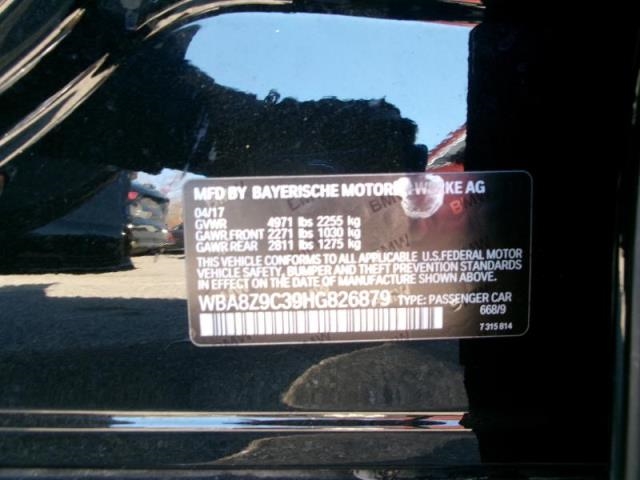 MFD BY BAYERISCHE MOTOREN-WERKE AG
04/17
GVWR 4971 lbs 2255 kg
GAWR FRONT 2271 lbs 1030 kg
GAWR REAR 2811 lbs 1275 kg
THIS VEHICLE CONFORMS TO ALL APPLICABLE U.S.FEDERAL MOTOR
VEHICLE SAFETY, BUMPER AND THEFT PREVENTION STANDARDS
IN EFFECT ON THE DATE OF MANUFACTURE SHOWN ABOVE.
WBA8Z9C39HG826879 TYPE: PASSENGER CAR
668/9
7 315 814